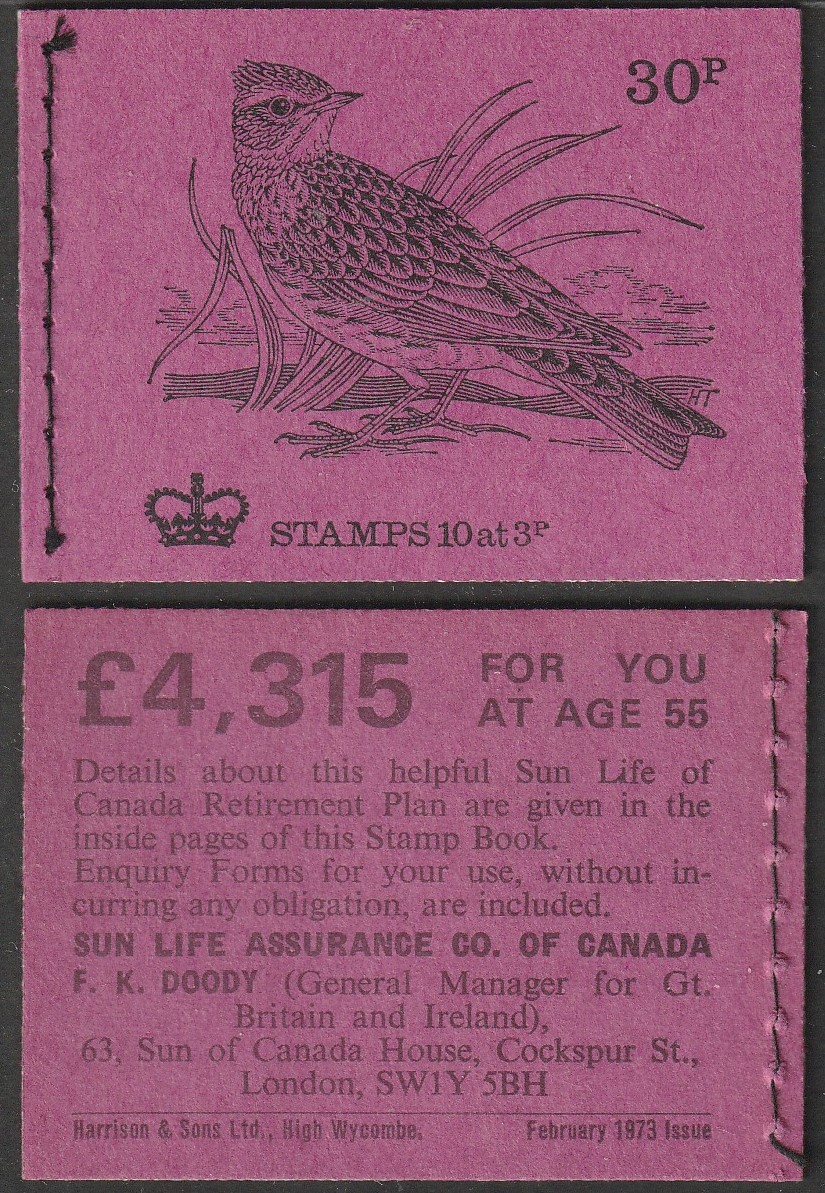 30P
HT
STAMPS 10 at 3P
£4,315 FOR YOU
AT AGE 55
Details about this helpful Sun Life of
Canada Retirement Plan are given in the
inside pages of this Stamp Book.
Enquiry Forms for your use, without in-
curring any obligation, are included.
SUN LIFE ASSURANCE CO. OF CANADA
F. K. DOODY (General Manager for Gt.
Britain and Ireland),
63, Sun of Canada House, Cockspur St.,
London, SW1Y 5BH
Harrison & Sons Ltd., High Wycombe. February 1973 Issue